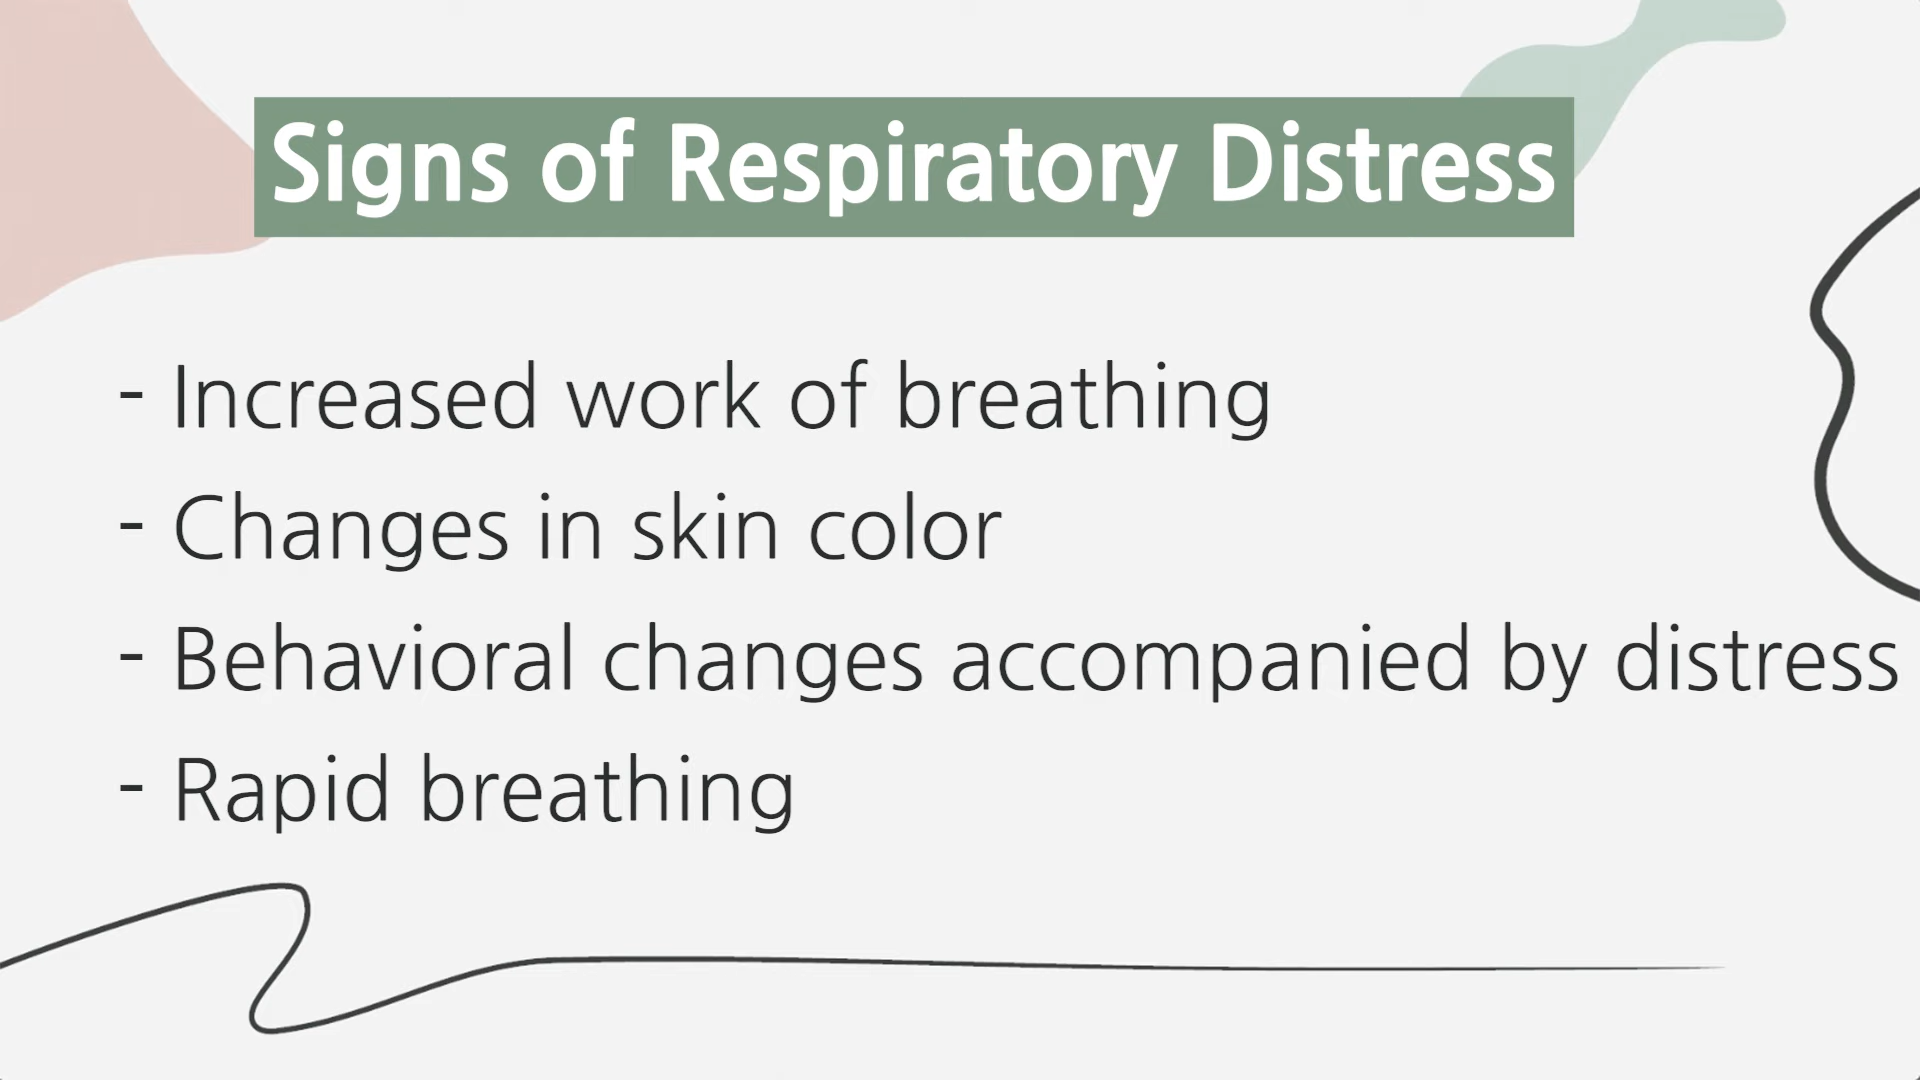 Signs of Respiratory Distress
- Increased work of breathing
- Changes in skin color
- Behavioral changes accompanied by distress
- Rapid breathing